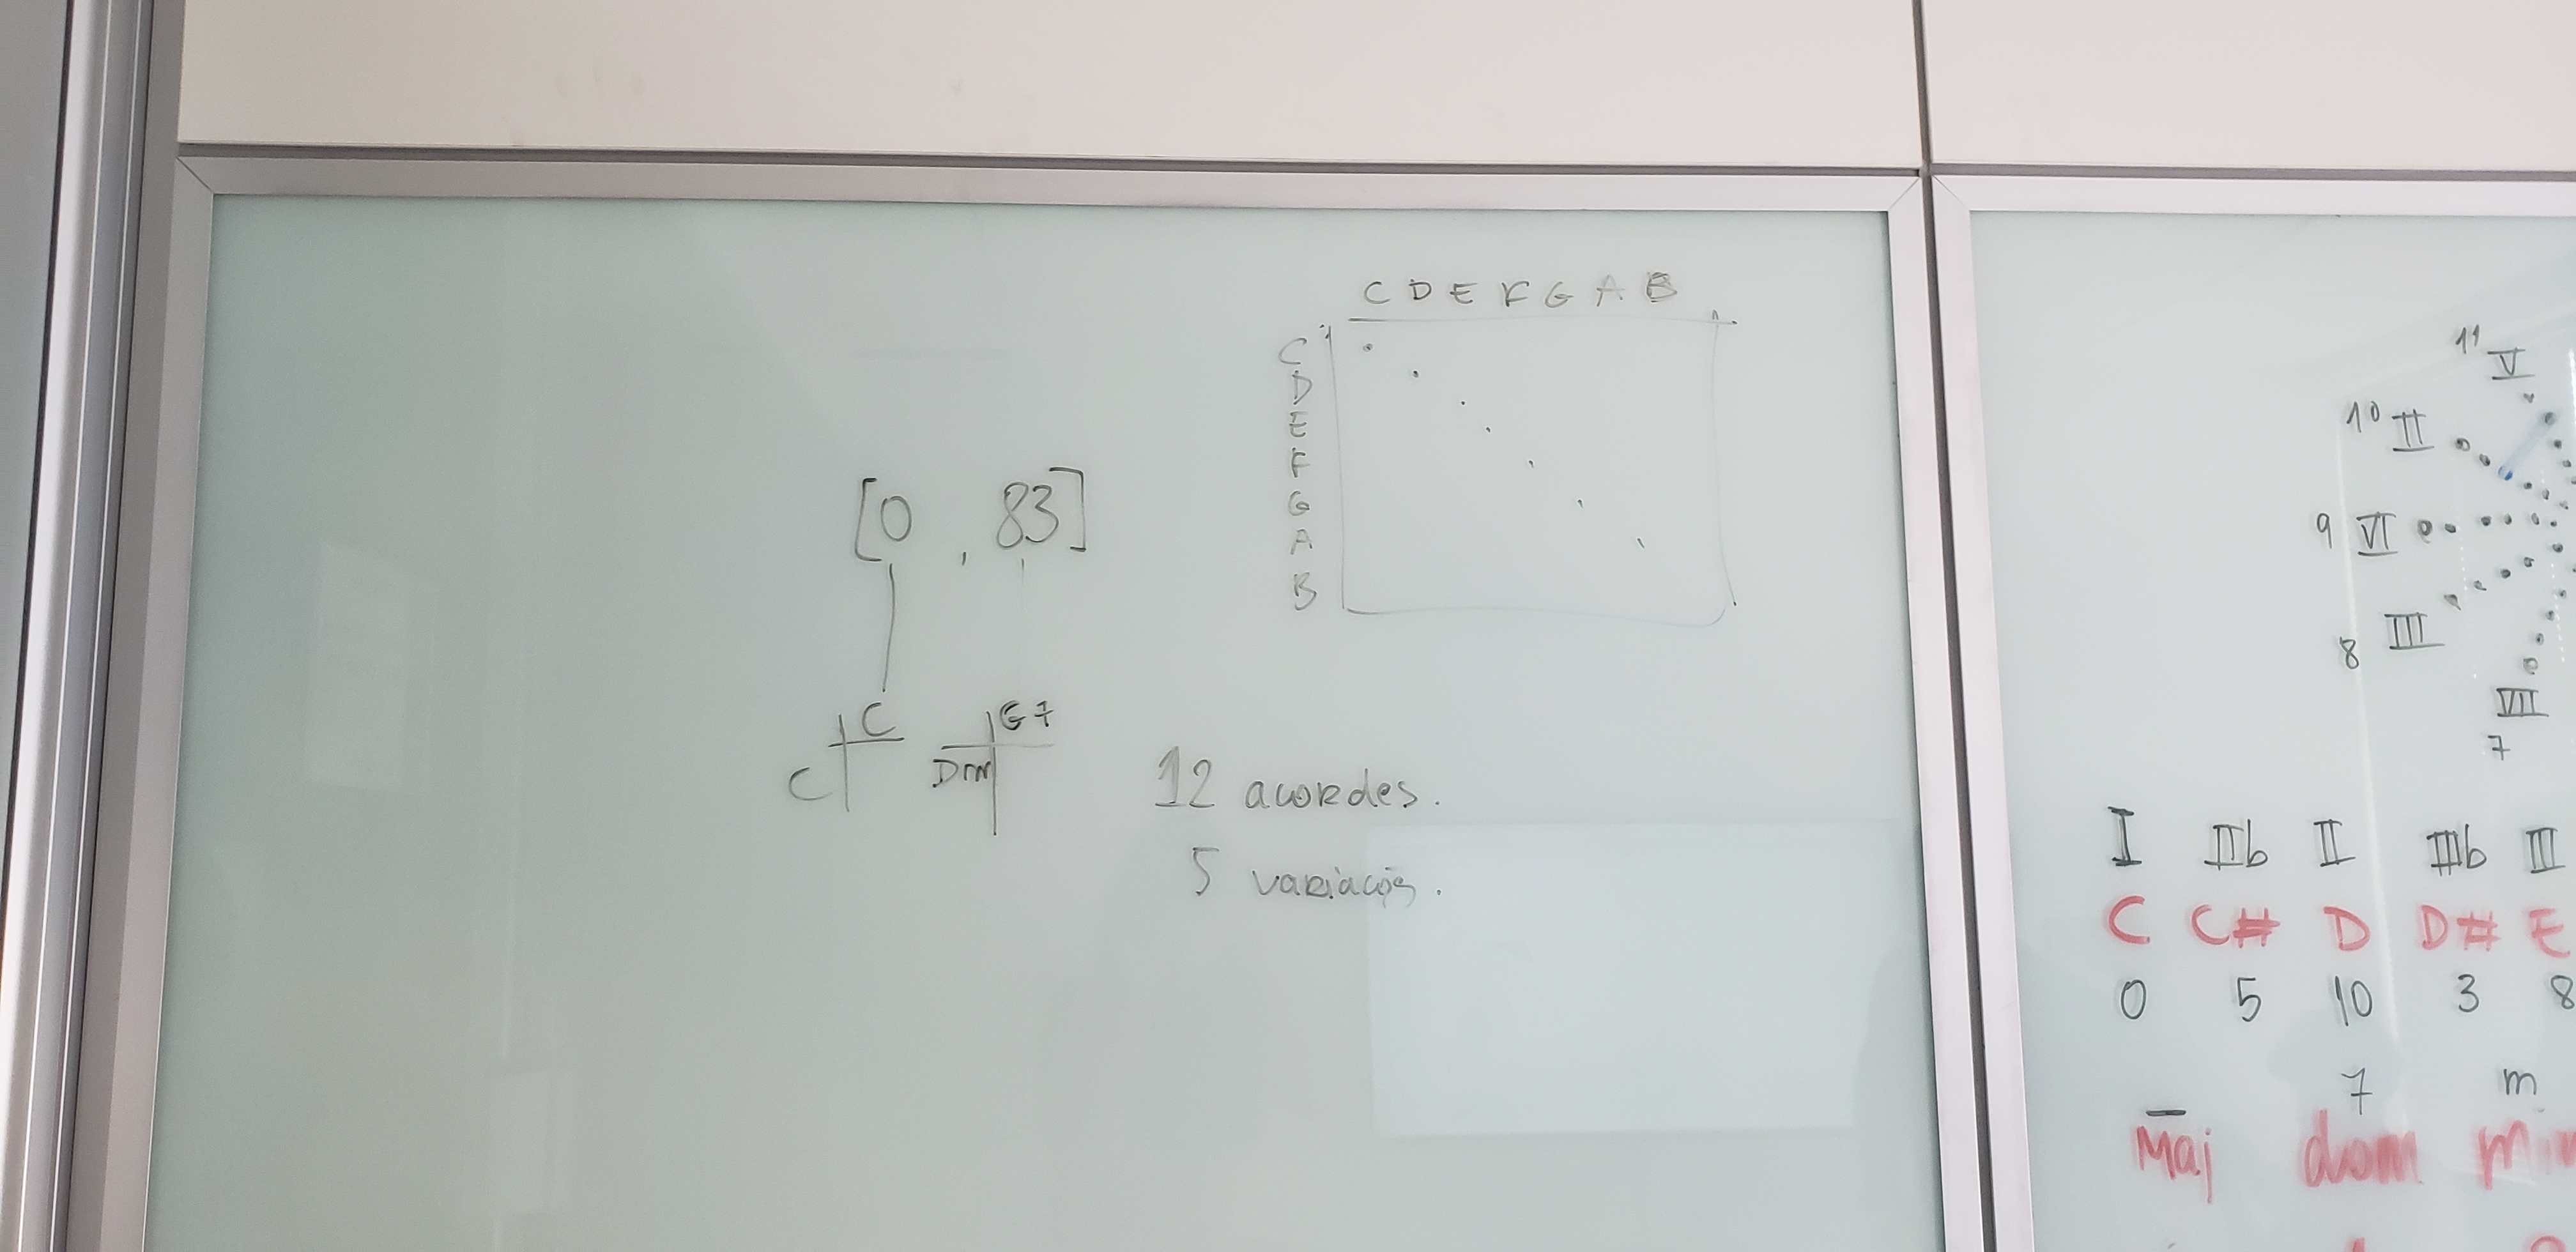 C D E F G A B
C
D
E
F
G
A
B
[0 , 83]
C G7
C Dm
12 acordes.
5 variações.
11 V
10 II
9 VI
8 III
VII
7
I IIb II IIIb III
C C# D D# E
0 5 10 3 8
– 7 m
Maj dom min